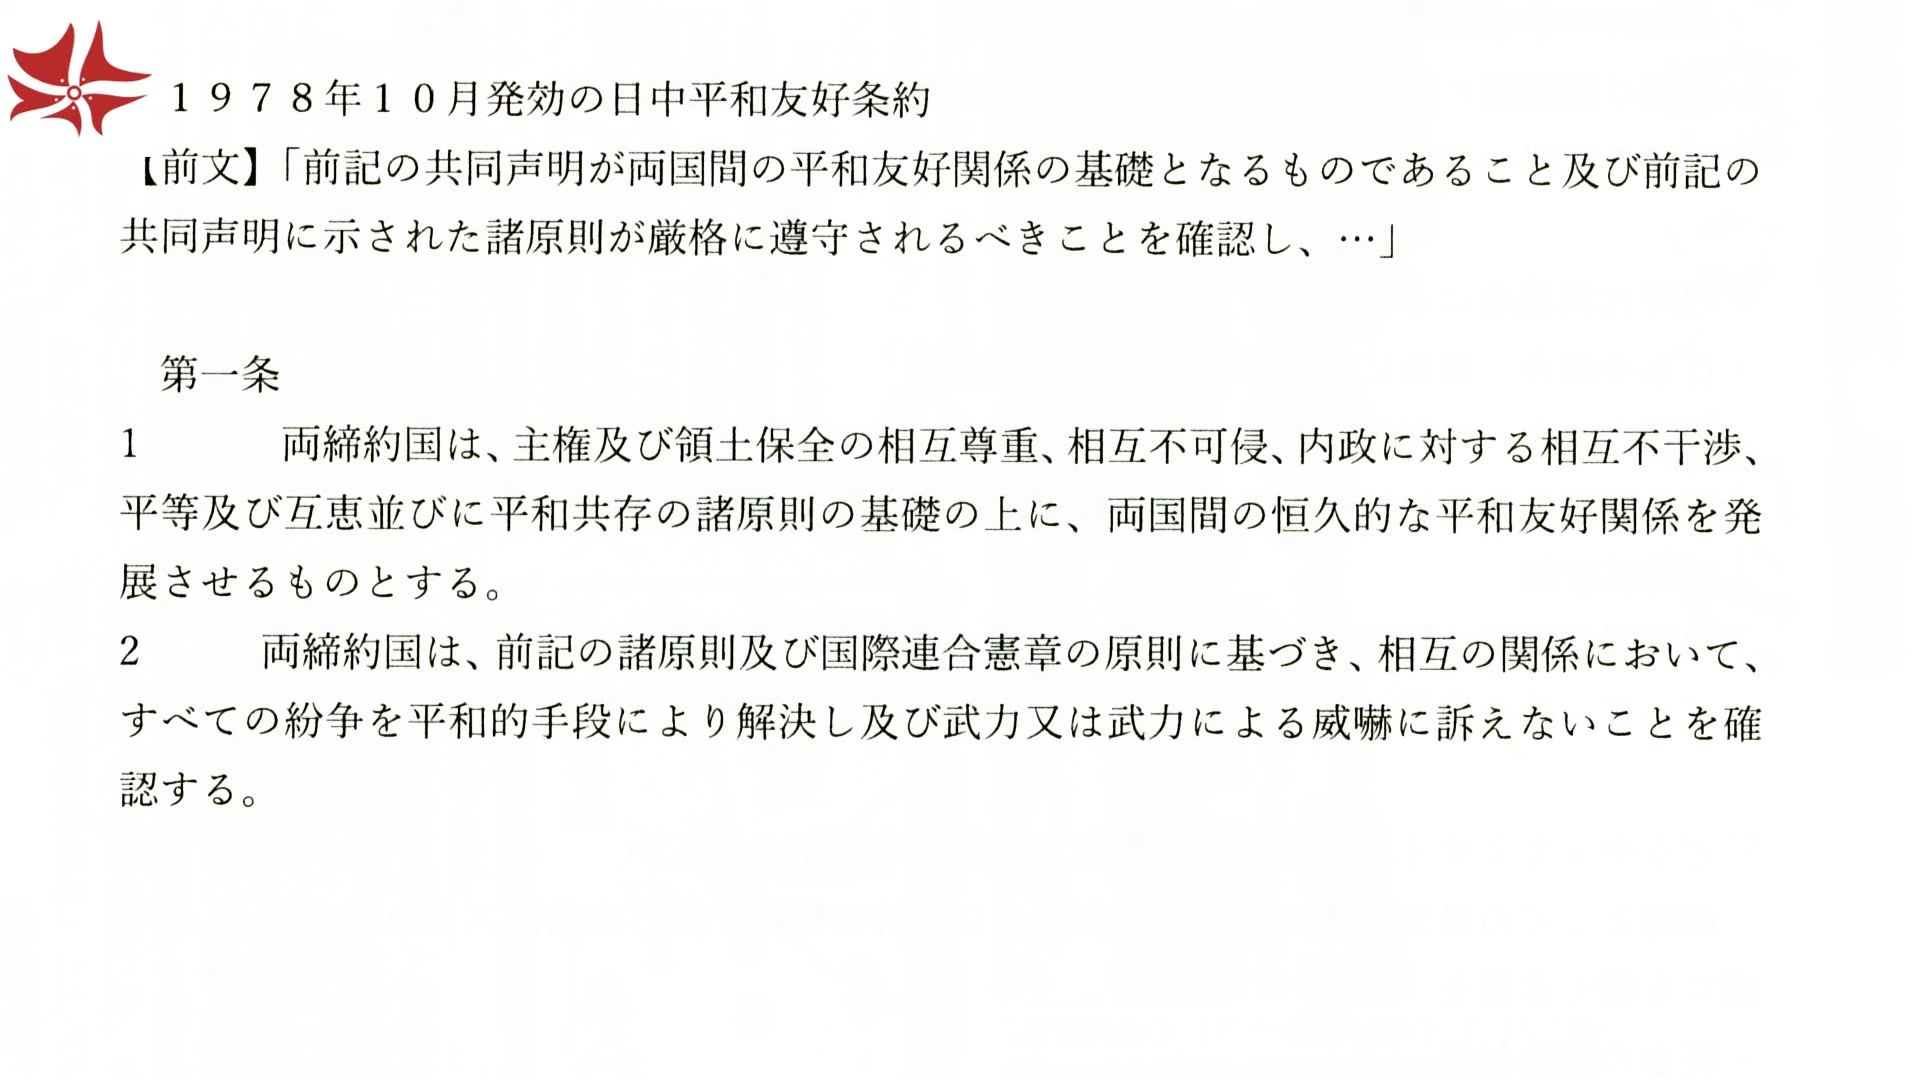 １９７８年１０月発効の日中平和友好条約
【前文】「前記の共同声明が両国間の平和友好関係の基礎となるものであること及び前記の
共同声明に示された諸原則が厳格に遵守されるべきことを確認し、…」
第一条
1　両締約国は、主権及び領土保全の相互尊重、相互不可侵、内政に対する相互不干渉、
平等及び互恵並びに平和共存の諸原則の基礎の上に、両国間の恒久的な平和友好関係を発
展させるものとする。
2　両締約国は、前記の諸原則及び国際連合憲章の原則に基づき、相互の関係において、
すべての紛争を平和的手段により解決し及び武力又は武力による威嚇に訴えないことを確
認する。